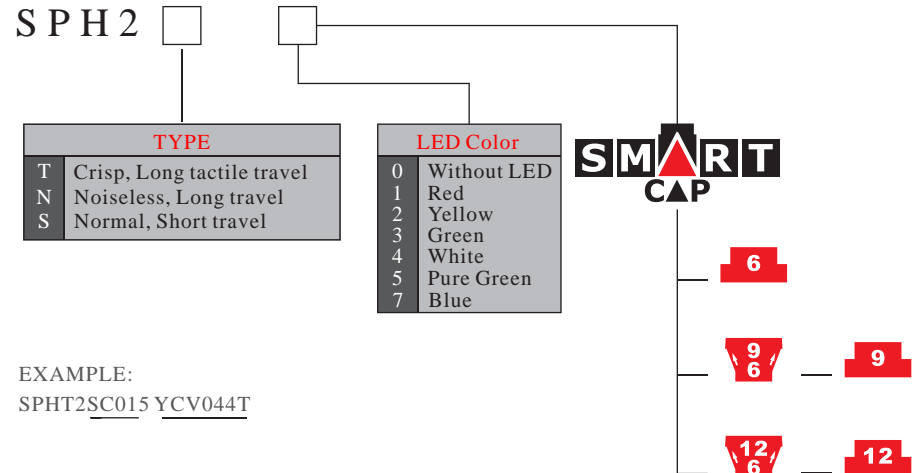 SPH2
TYPE
T Crisp, Long tactile travel
N Noiseless, Long travel
S Normal, Short travel
LED Color
0 Without LED
1 Red
2 Yellow
3 Green
4 White
5 Pure Green
7 Blue
SMART
CAP
6
9
6
9
12
6
12
EXAMPLE:
SPHT2SC015 YCV044T